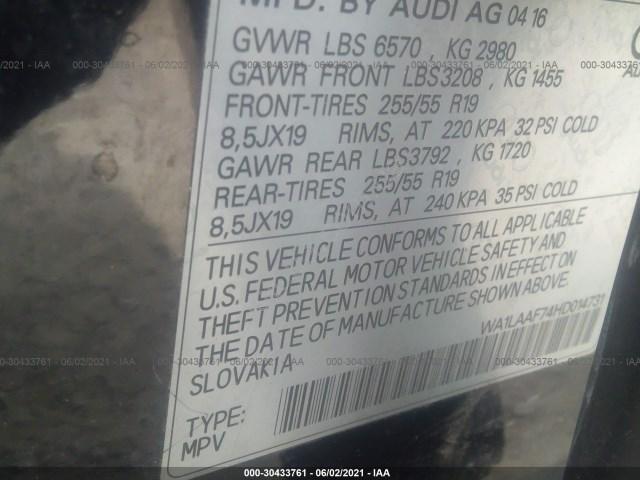 MFD. BY AUDI AG 04 16
GVWR LBS 6570 , KG 2980
GAWR FRONT LBS3208 , KG 1455
FRONT-TIRES 255/55 R19
8,5JX19 RIMS, AT 220 KPA 32 PSI COLD
GAWR REAR LBS3792 , KG 1720
REAR-TIRES 255/55 R19
8,5JX19 RIMS, AT 240 KPA 35 PSI COLD
THIS VEHICLE CONFORMS TO ALL APPLICABLE
U.S. FEDERAL MOTOR VEHICLE SAFETY AND
THEFT PREVENTION STANDARDS IN EFFECT ON
THE DATE OF MANUFACTURE SHOWN ABOVE.
SLOVAKIA
WA1LAAF74HD014731
TYPE:
MPV
000-30433761 - 06/02/2021 - IAA